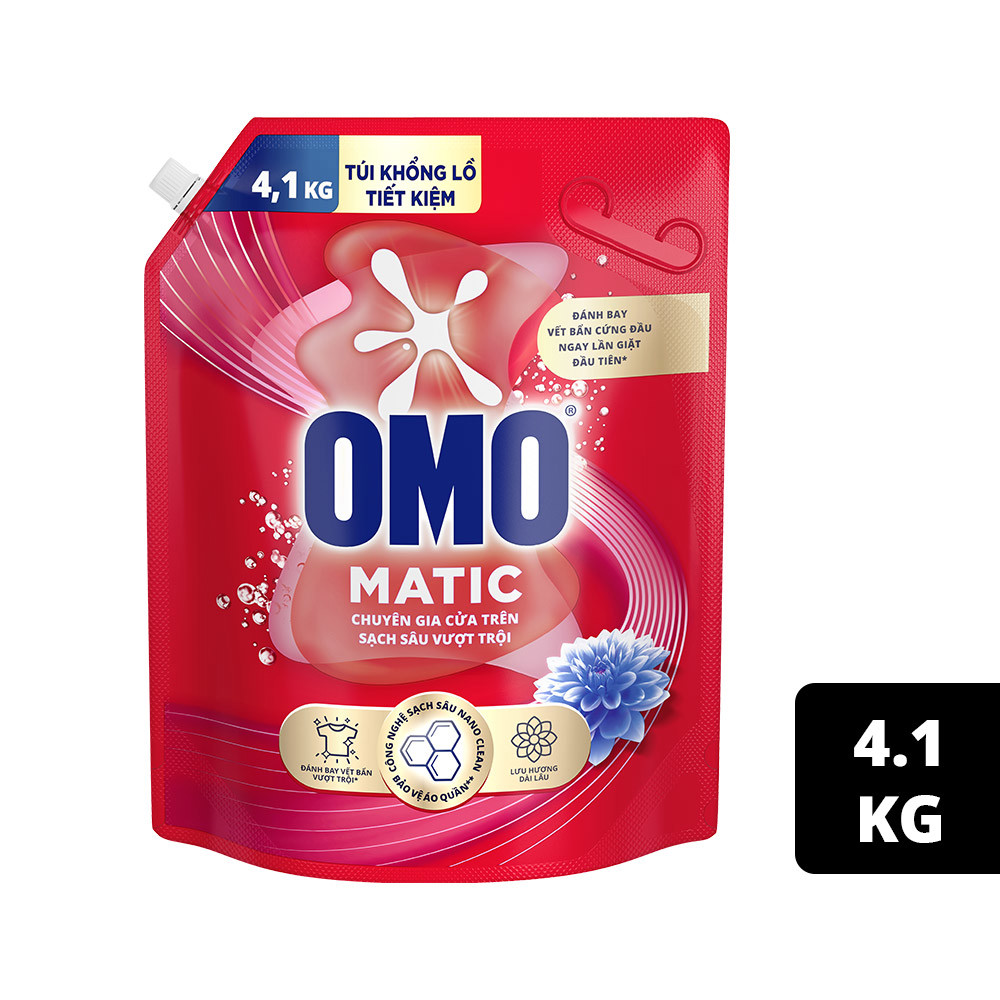 4,1 KG
TÚI KHỔNG LỒ
TIẾT KIỆM
ĐÁNH BAY
VẾT BẨN CỨNG ĐẦU
NGAY LẦN GIẶT
ĐẦU TIÊN*
OMO®
MATIC
CHUYÊN GIA CỬA TRÊN
SẠCH SÂU VƯỢT TRỘI
ĐÁNH BAY VẾT BẨN
VƯỢT TRỘI*
CÔNG NGHỆ SẠCH SÂU NANO CLEAN
BẢO VỆ ÁO QUẦN**
LƯU HƯƠNG
DÀI LÂU
4.1
KG